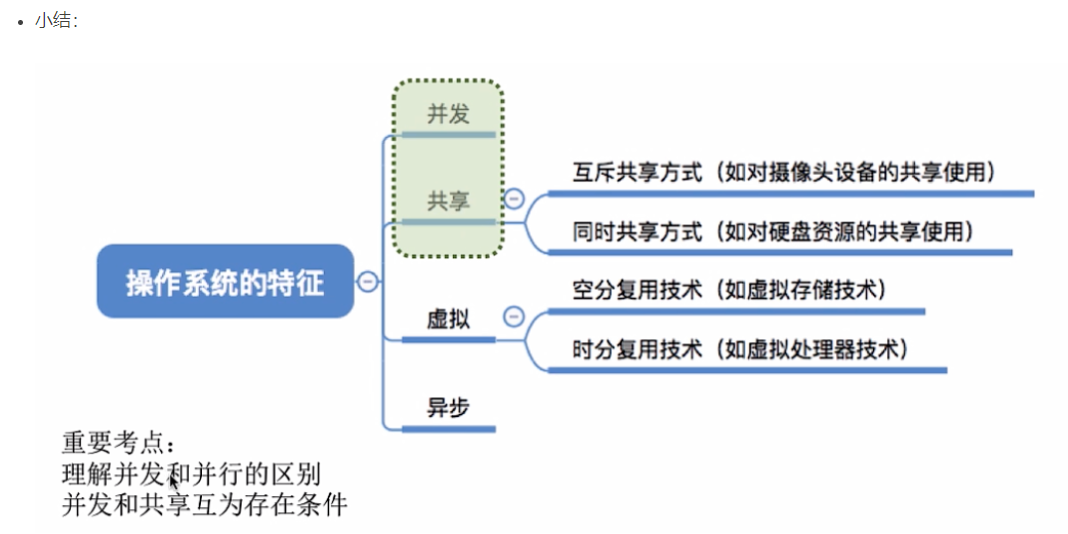 小结：
并发
共享
互斥共享方式（如对摄像头设备的共享使用）
同时共享方式（如对硬盘资源的共享使用）
操作系统的特征
虚拟
空分复用技术（如虚拟存储技术）
时分复用技术（如虚拟处理器技术）
异步
重要考点：
理解并发和并行的区别
并发和共享互为存在条件